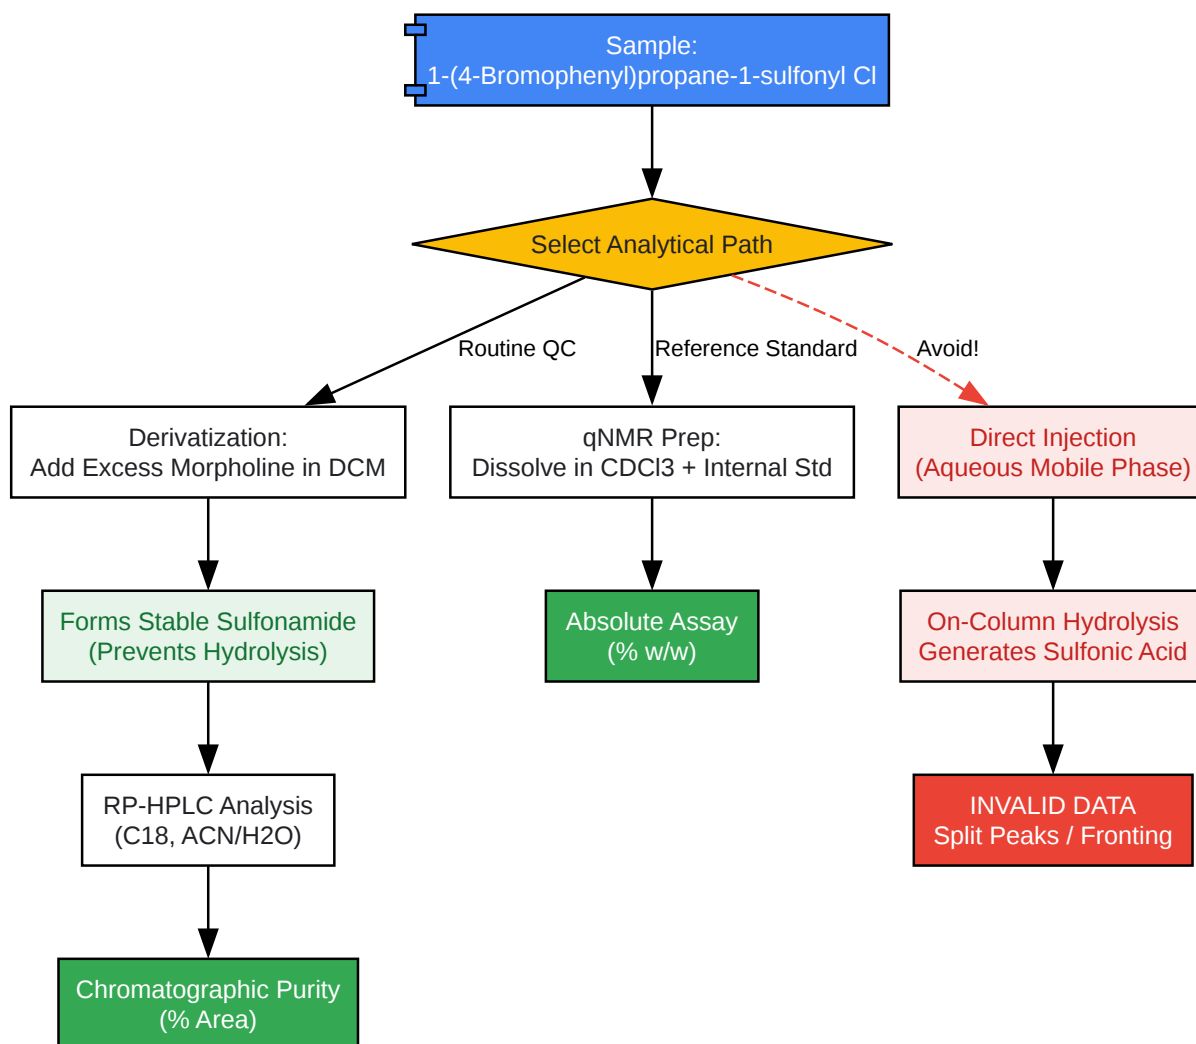 Sample:
1-(4-Bromophenyl)propane-1-sulfonyl Cl
Select Analytical Path
Routine QC
Reference Standard
Avoid!
Derivatization:
Add Excess Morpholine in DCM
qNMR Prep:
Dissolve in CDCl3 + Internal Std
Direct Injection
(Aqueous Mobile Phase)
Forms Stable Sulfonamide
(Prevents Hydrolysis)
Absolute Assay
(% w/w)
On-Column Hydrolysis
Generates Sulfonic Acid
RP-HPLC Analysis
(C18, ACN/H2O)
INVALID DATA
Split Peaks / Fronting
Chromatographic Purity
(% Area)